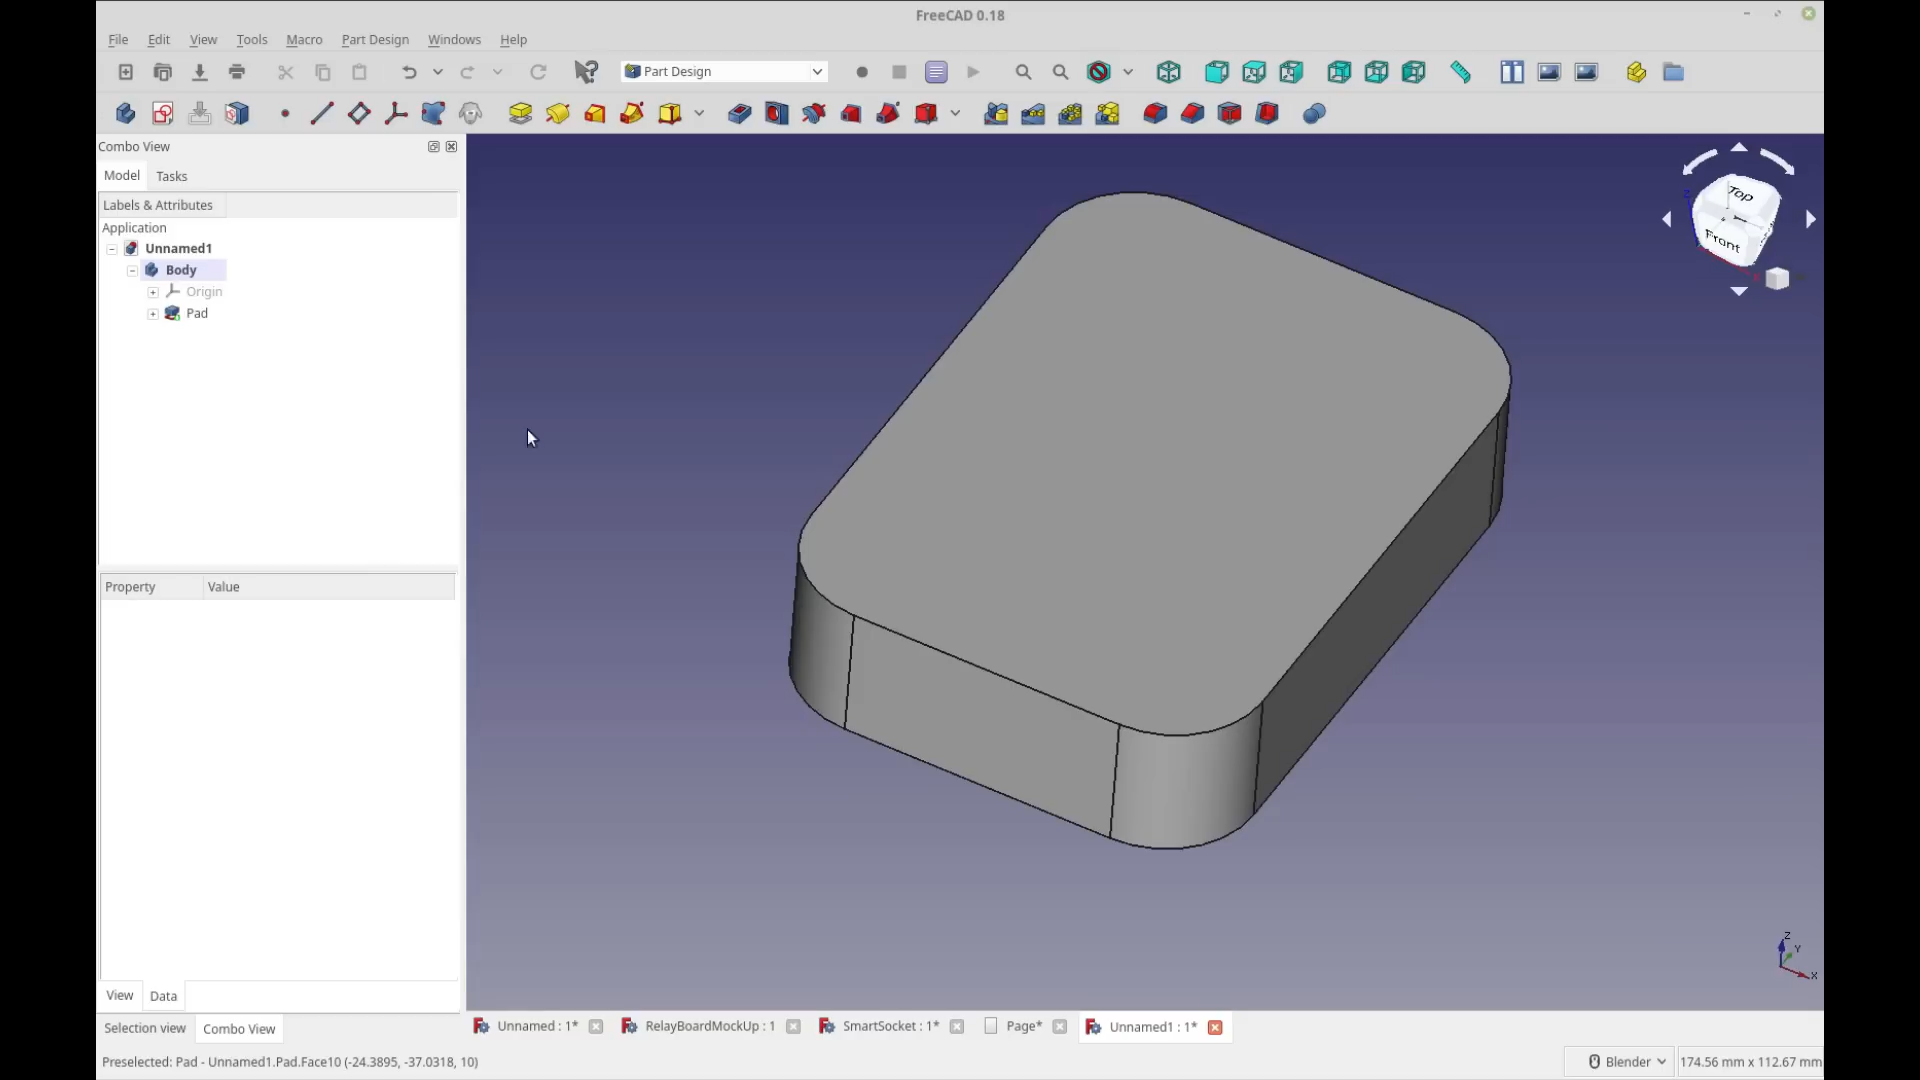 FreeCAD 0.18
File Edit View Tools Macro Part Design Windows Help
Part Design
Combo View
Model Tasks
Labels & Attributes
Application
Unnamed1
Body
Origin
Pad
Top
Front
Z
X
Property Value
Z
Y
X
View Data
Selection view Combo View
Unnamed : 1* RelayBoardMockUp : 1 SmartSocket : 1* Page* Unnamed1 : 1*
Preselected: Pad - Unnamed1.Pad.Face10 (-24.3895, -37.0318, 10)
Blender 174.56 mm x 112.67 mm